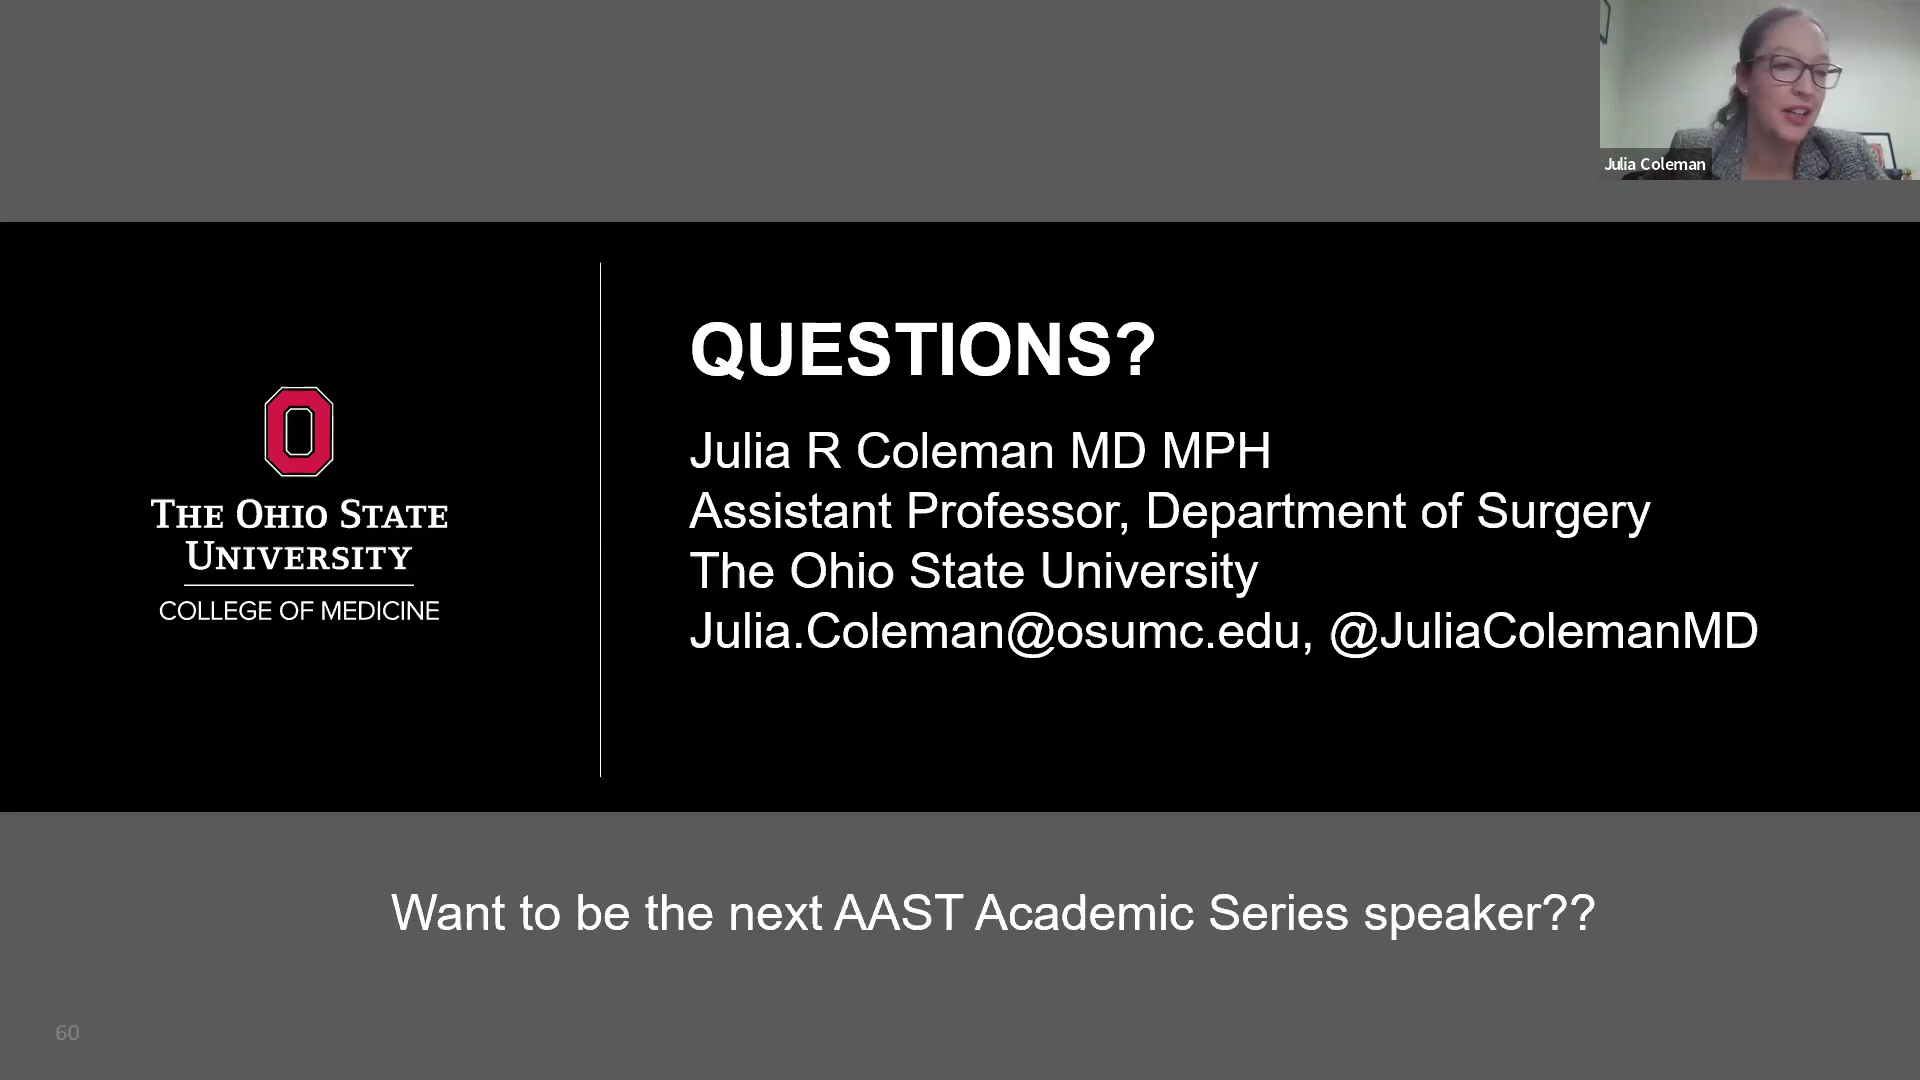 Julia Coleman
QUESTIONS?
Julia R Coleman MD MPH
Assistant Professor, Department of Surgery
The Ohio State University
Julia.Coleman@osumc.edu, @JuliaColemanMD
THE OHIO STATE
UNIVERSITY
COLLEGE OF MEDICINE
Want to be the next AAST Academic Series speaker??
60